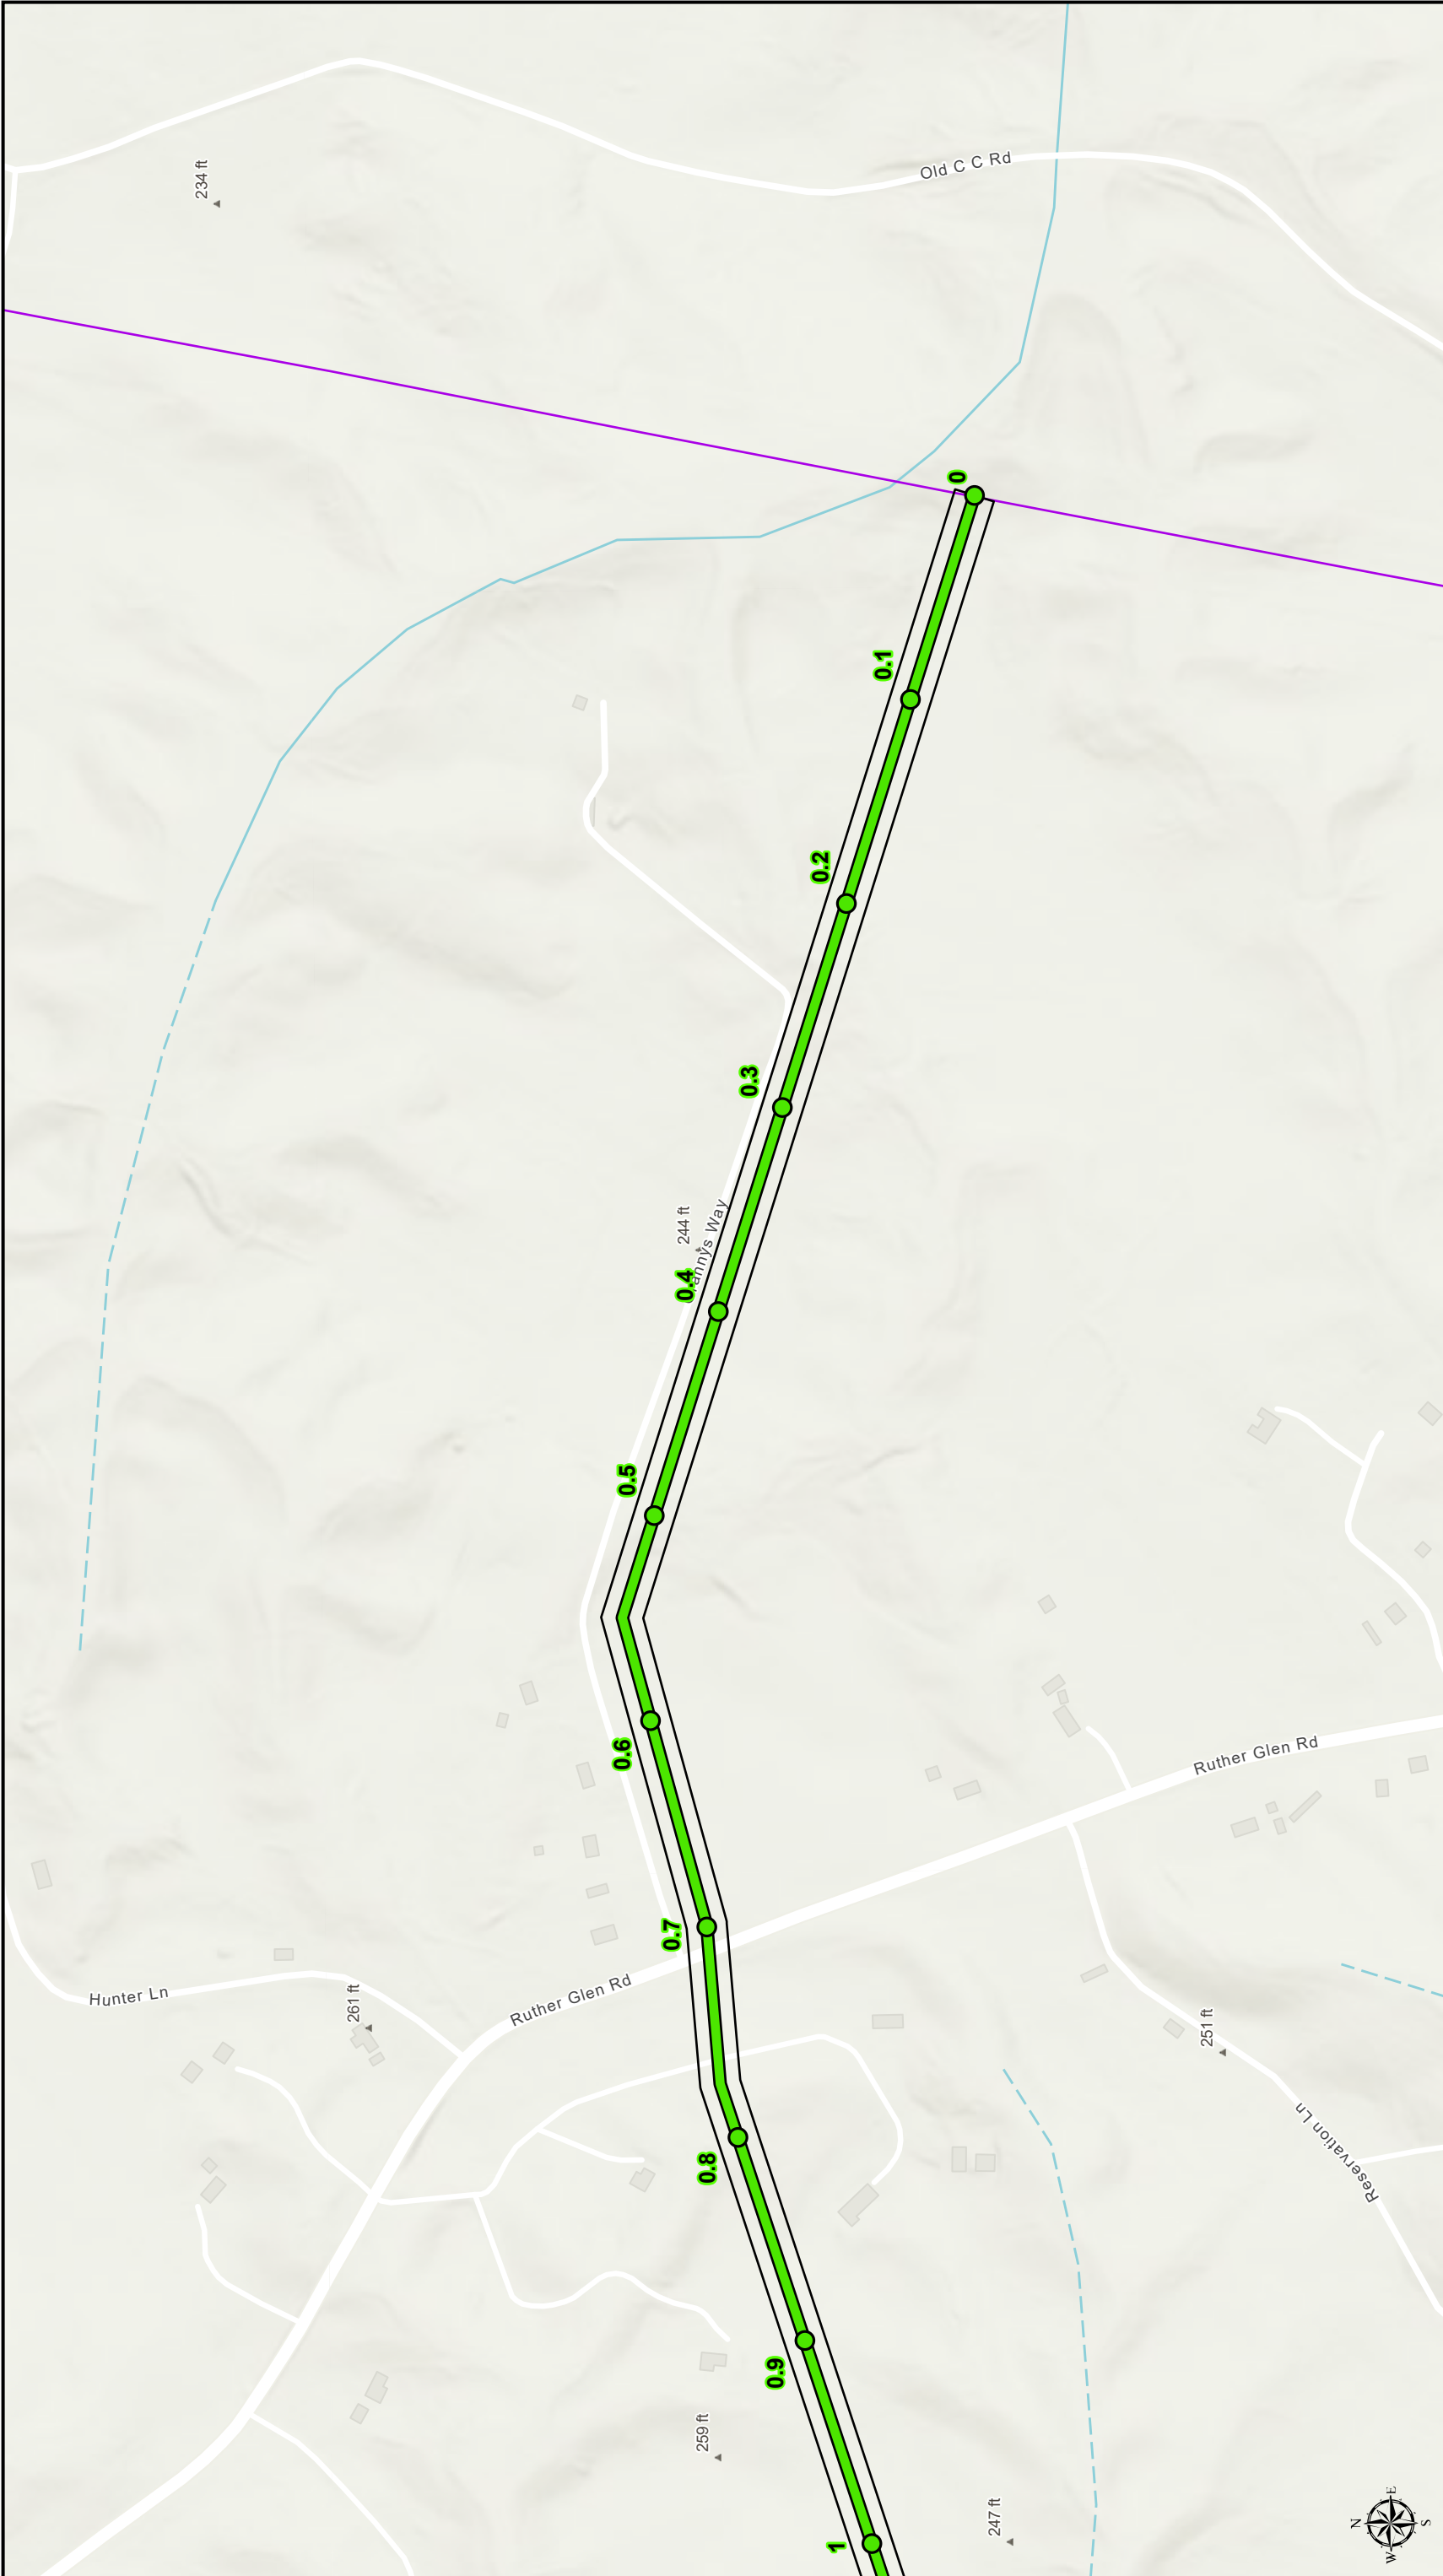 234 ft
Old C C Rd
0
0.1
0.2
0.3
244 ft
Way
0.4
0.5
0.6
Ruther Glen Rd
0.7
Hunter Ln
261 ft
Ruther Glen Rd
251 ft
Reservation Ln
0.8
0.9
259 ft
247 ft
1
N
E
S
W